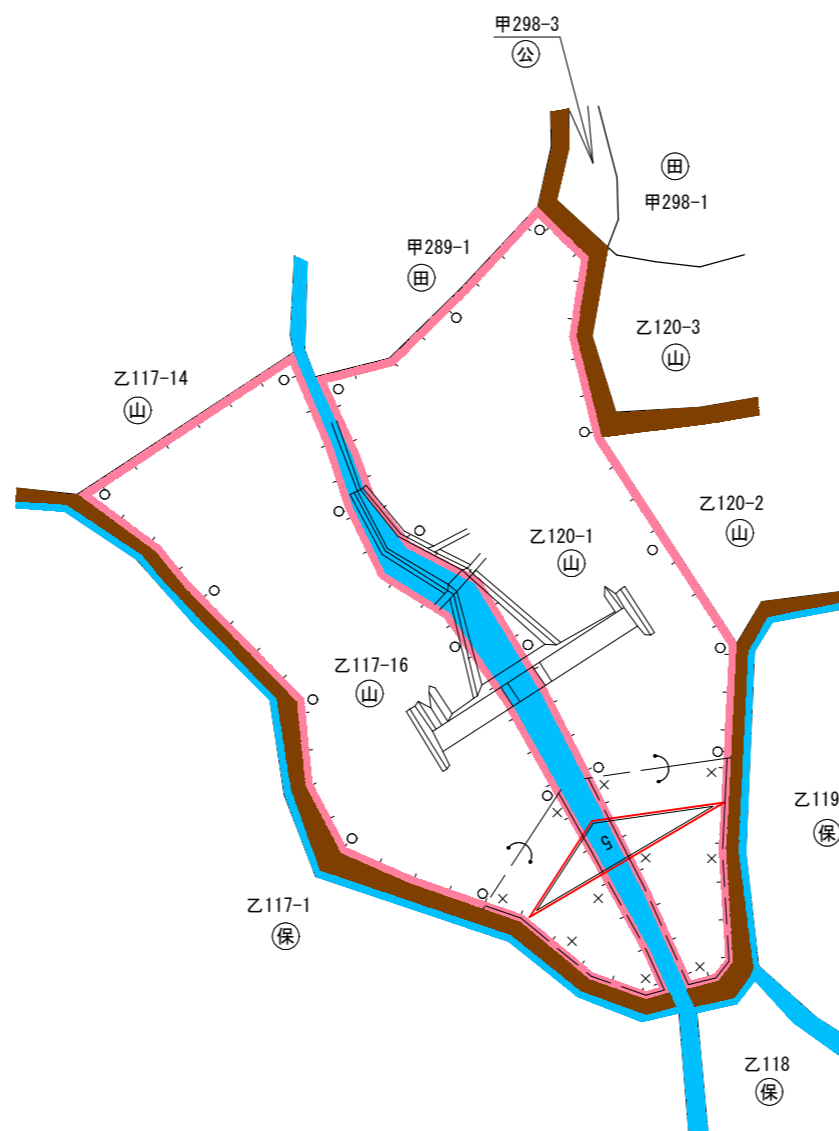 甲298-3
公
田
甲298-1
甲289-1
田
乙120-3
山
乙117-14
山
乙120-2
山
乙120-1
山
乙117-16
山
乙119
保
5
乙117-1
保
乙118
保